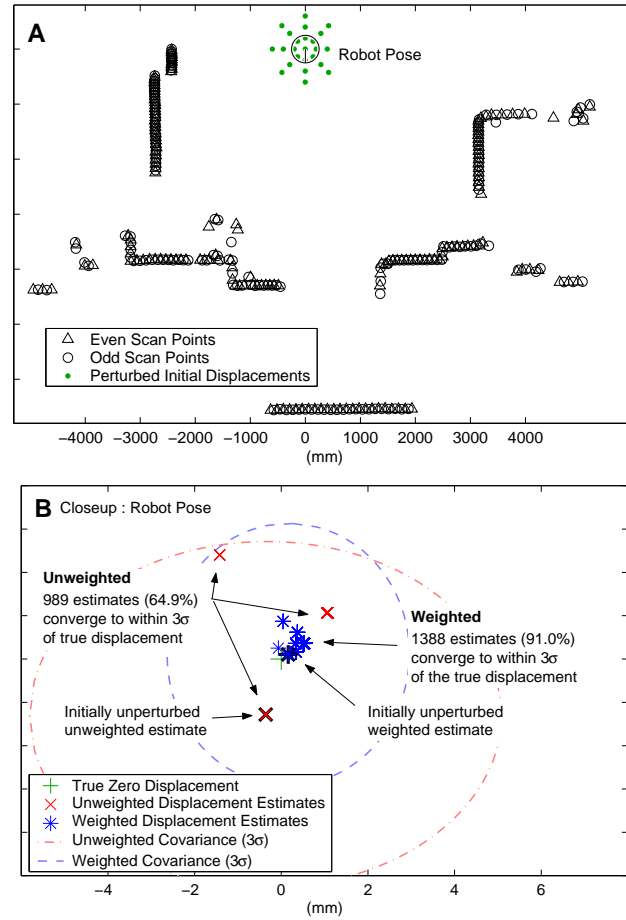 A
Robot Pose
Even Scan Points
Odd Scan Points
Perturbed Initial Displacements
−4000 −3000 −2000 −1000 0 1000 2000 3000 4000
(mm)
B Closeup : Robot Pose
Unweighted
989 estimates (64.9%)
converge to within 3σ
of true displacement
Weighted
1388 estimates (91.0%)
converge to within 3σ
of the true displacement
Initially unperturbed
unweighted estimate
Initially unperturbed
weighted estimate
True Zero Displacement
Unweighted Displacement Estimates
Weighted Displacement Estimates
Unweighted Covariance (3σ)
Weighted Covariance (3σ)
−4 −2 0 2 4 6
(mm)